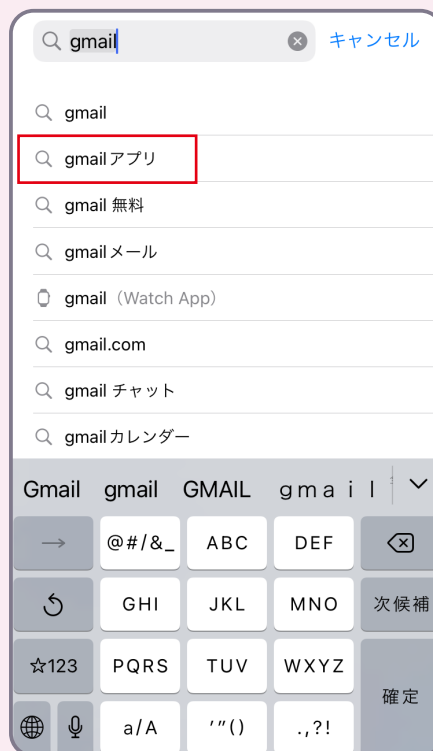 gmail キャンセル
gmail
gmailアプリ
gmail 無料
gmailメール
gmail（Watch App）
gmail.com
gmail チャット
gmailカレンダー
Gmail gmail GMAIL ｇｍａｉｌ
→ @#/&_ ABC DEF
GHI JKL MNO 次候補
☆123 PQRS TUV WXYZ
確定
a/A '"() .,?!